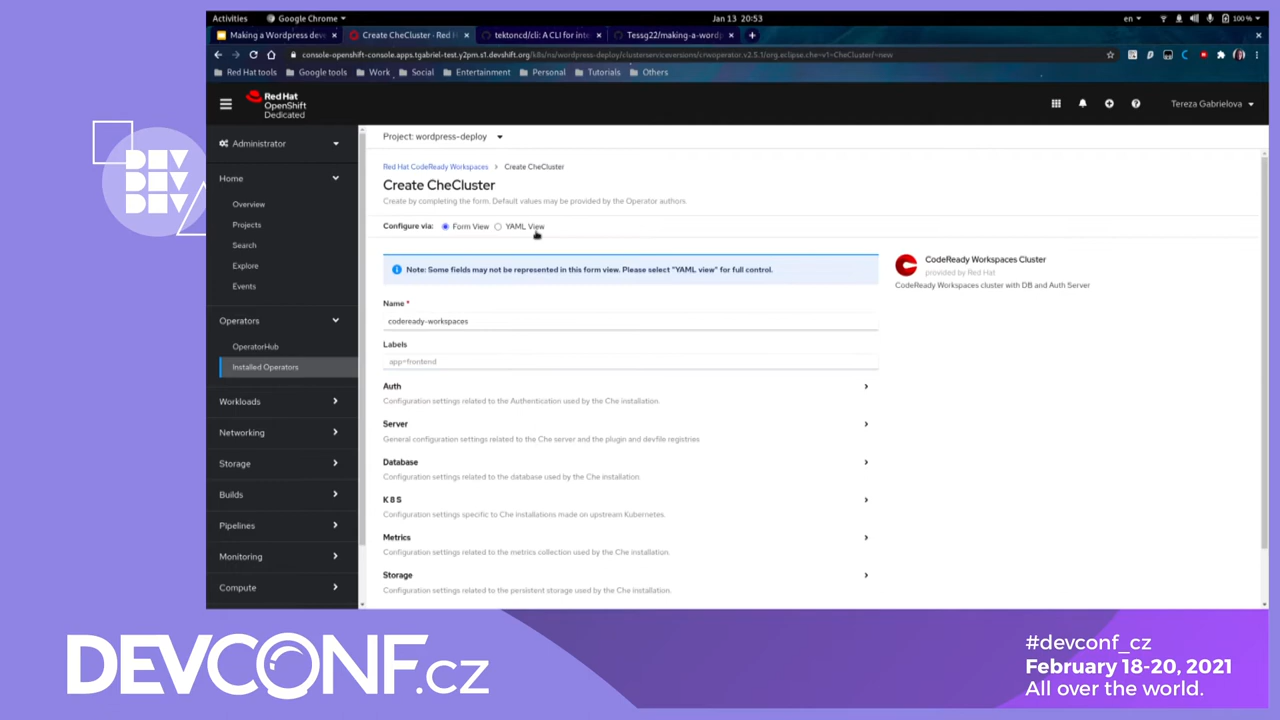 Activities
Google Chrome
Jan 13 20:53
en
100 %
Making a Wordpress dev
Create CheCluster · Red H
tektoncd/cli: A CLI for inte
Tessg22/making-a-wordp
console-openshift-console.apps.tgabriel-test.y2pm.s1.devshift.org/k8s/ns/wordpress-deploy/clusterserviceversions/crwoperator.v2.5.1/org.eclipse.che~v1~CheCluster/~new
Red Hat tools
Google tools
Work
Social
Entertainment
Personal
Tutorials
Others
Red Hat
OpenShift
Dedicated
Tereza Gabrielova
DEV
DEV
DEV
Administrator
Home
Overview
Projects
Search
Explore
Events
Operators
OperatorHub
Installed Operators
Workloads
Networking
Storage
Builds
Pipelines
Monitoring
Compute
Project: wordpress-deploy
Red Hat CodeReady Workspaces > Create CheCluster
Create CheCluster
Create by completing the form. Default values may be provided by the Operator authors.
Configure via: Form View YAML View
Note: Some fields may not be represented in this form view. Please select "YAML view" for full control.
Name *
codeready-workspaces
Labels
app=frontend
Auth
Configuration settings related to the Authentication used by the Che installation.
Server
General configuration settings related to the Che server and the plugin and devfile registries
Database
Configuration settings related to the database used by the Che installation.
K8S
Configuration settings specific to Che installations made on upstream Kubernetes.
Metrics
Configuration settings related to the metrics collection used by the Che installation.
Storage
Configuration settings related to the persistent storage used by the Che installation.
CodeReady Workspaces Cluster
provided by Red Hat
CodeReady Workspaces cluster with DB and Auth Server
DEVCONF.cz
#devconf_cz
February 18-20, 2021
All over the world.